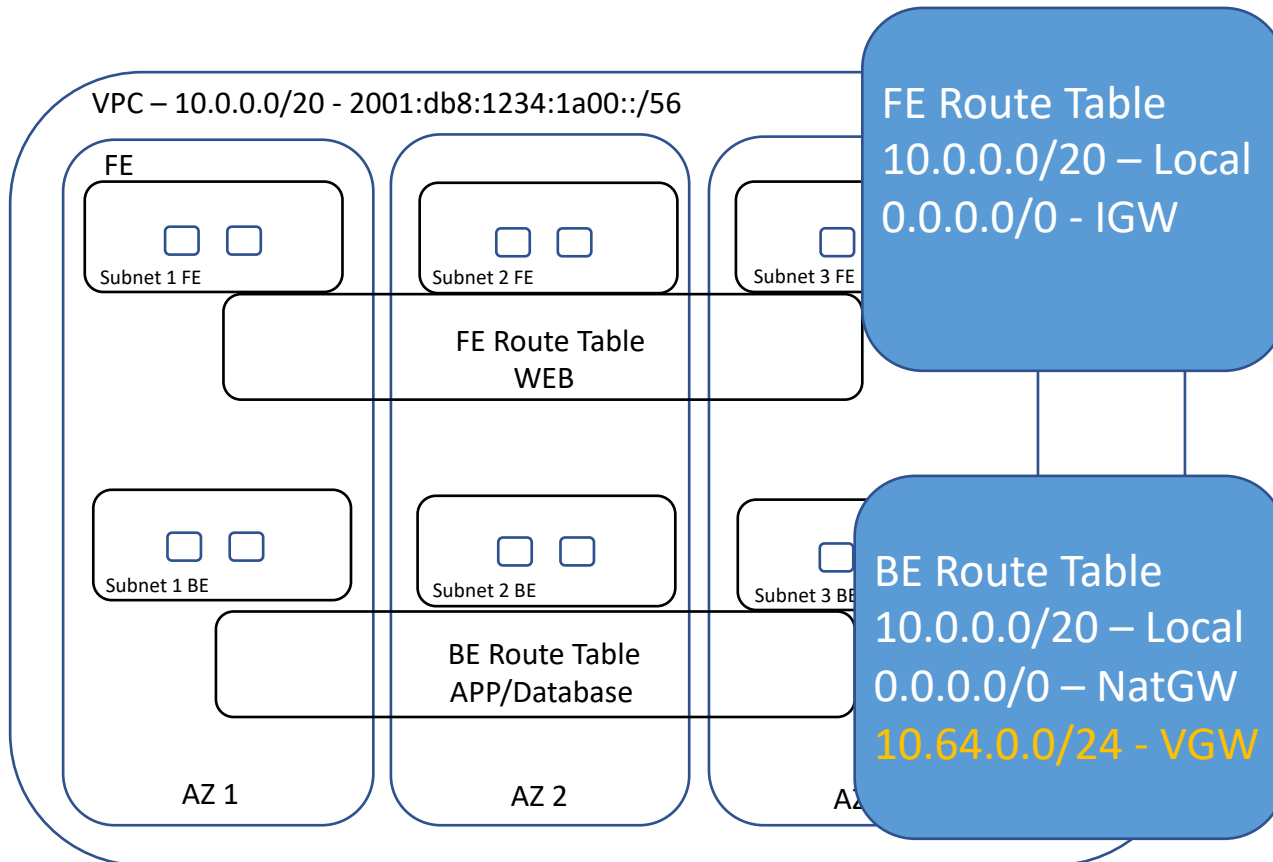 VPC – 10.0.0.0/20 - 2001:db8:1234:1a00::/56
FE
Subnet 1 FE
Subnet 2 FE
Subnet 3 FE
FE Route Table
WEB
FE Route Table
10.0.0.0/20 – Local
0.0.0.0/0 - IGW
Subnet 1 BE
Subnet 2 BE
Subnet 3 BE
BE Route Table
APP/Database
BE Route Table
10.0.0.0/20 – Local
0.0.0.0/0 – NatGW
10.64.0.0/24 - VGW
AZ 1
AZ 2